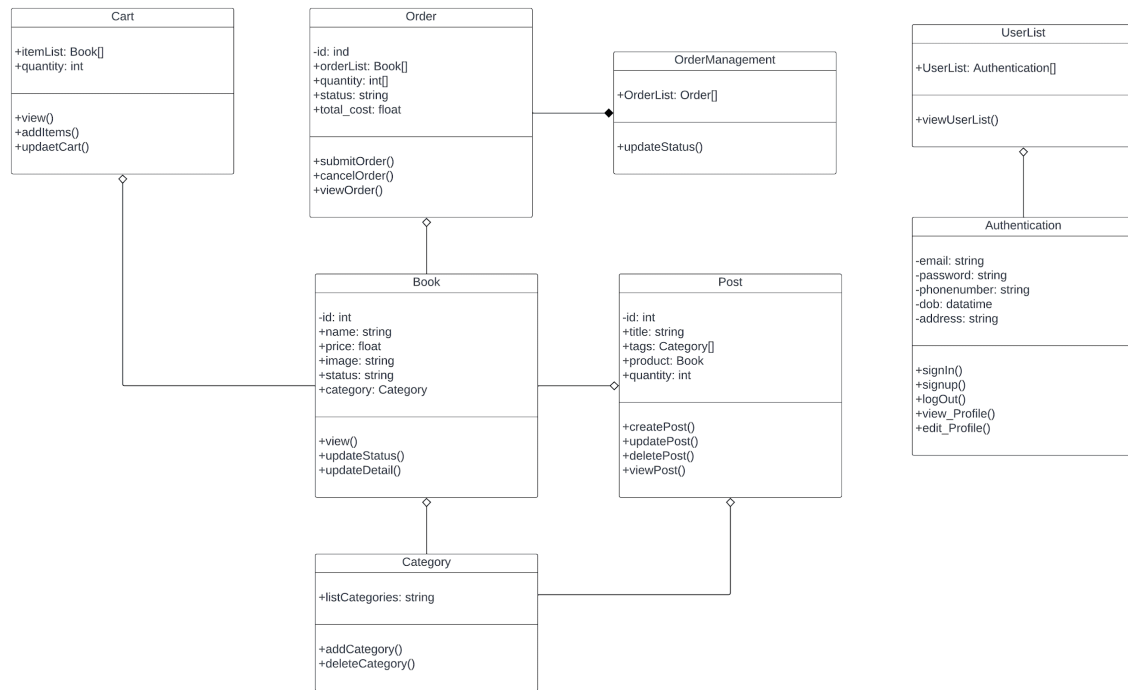 Cart
+itemList: Book[]
+quantity: int
+view()
+addItems()
+updaetCart()
Order
-id: ind
+orderList: Book[]
+quantity: int[]
+status: string
+total_cost: float
+submitOrder()
+cancelOrder()
+viewOrder()
OrderManagement
+OrderList: Order[]
+updateStatus()
UserList
+UserList: Authentication[]
+viewUserList()
Authentication
-email: string
-password: string
-phonenumber: string
-dob: datatime
-address: string
+signIn()
+signup()
+logOut()
+view_Profile()
+edit_Profile()
Book
-id: int
+name: string
+price: float
+image: string
+status: string
+category: Category
+view()
+updateStatus()
+updateDetail()
Post
-id: int
+title: string
+tags: Category[]
+product: Book
+quantity: int
+createPost()
+updatePost()
+deletePost()
+viewPost()
Category
+listCategories: string
+addCategory()
+deleteCategory()